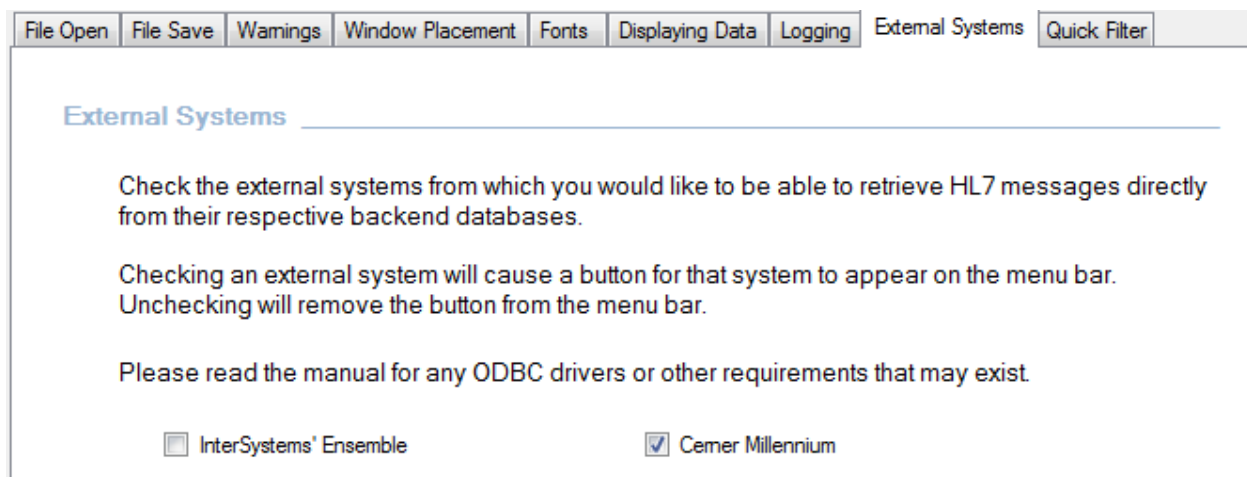 File Open File Save Warnings Window Placement Fonts Displaying Data Logging External Systems Quick Filter
External Systems
Check the external systems from which you would like to be able to retrieve HL7 messages directly
from their respective backend databases.
Checking an external system will cause a button for that system to appear on the menu bar.
Unchecking will remove the button from the menu bar.
Please read the manual for any ODBC drivers or other requirements that may exist.
InterSystems' Ensemble Cerner Millennium